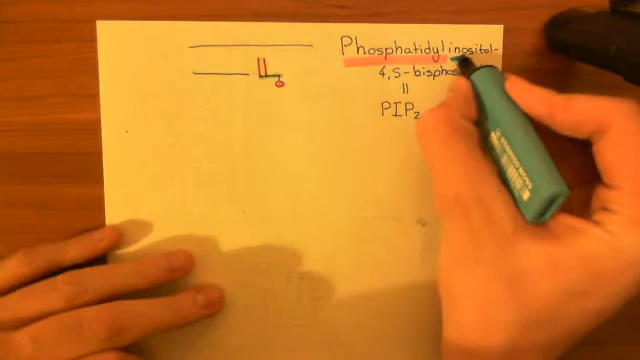 Phosphatidylinositol-
4,5-bisphos
=
PIP₂